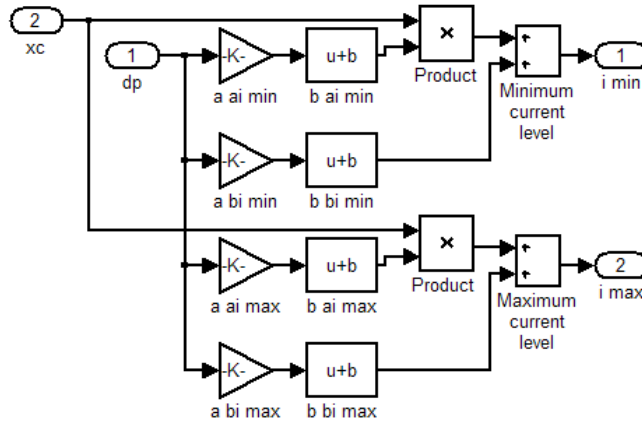 2
xc
1
dp
-K-
a ai min
u+b
b ai min
×
Product
Minimum
current
level
1
i min
-K-
a bi min
u+b
b bi min
-K-
a ai max
u+b
b ai max
×
Product
Maximum
current
level
2
i max
-K-
a bi max
u+b
b bi max